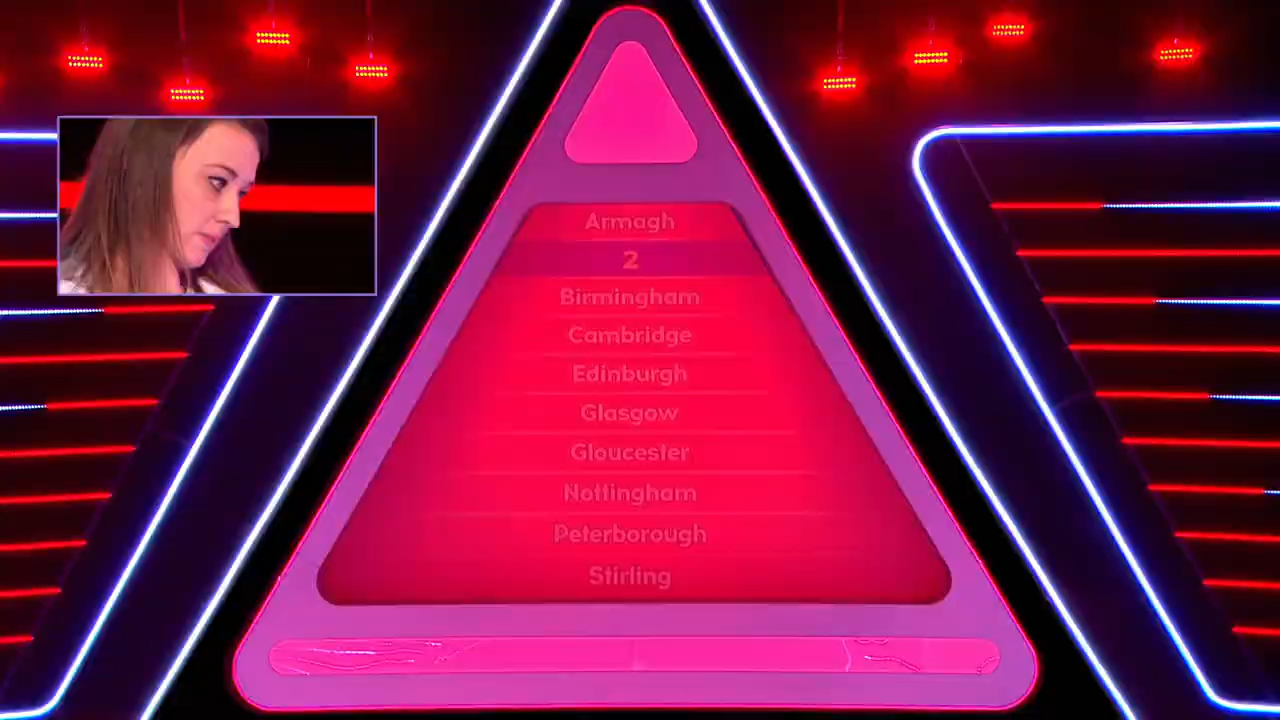 Armagh
2
Birmingham
Cambridge
Edinburgh
Glasgow
Gloucester
Nottingham
Peterborough
Stirling